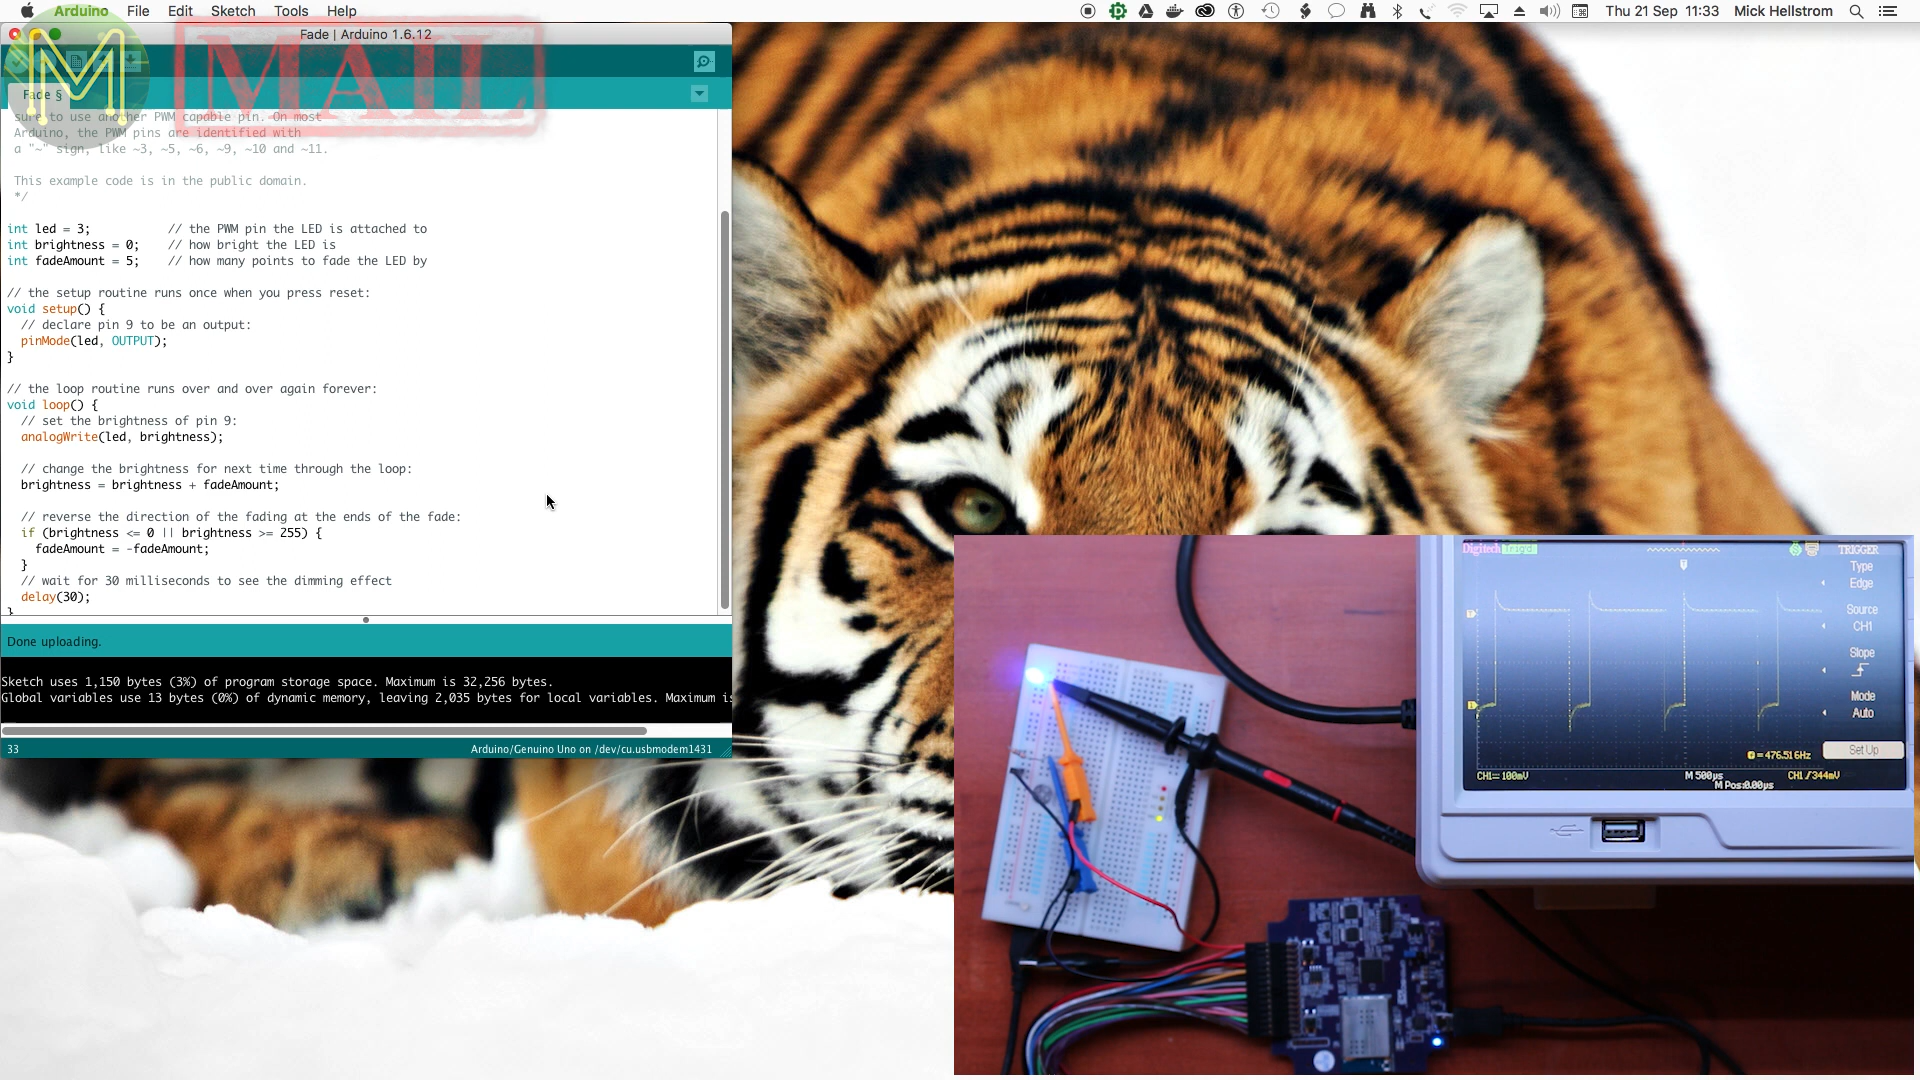 Arduino File Edit Sketch Tools Help
Thu 21 Sep 11:33 Mick Hellstrom
Fade | Arduino 1.6.12
M
MAIL
Fade §
sure to use another PWM capable pin. On most
Arduino, the PWM pins are identified with
a "~" sign, like ~3, ~5, ~6, ~9, ~10 and ~11.
This example code is in the public domain.
*/
int led = 3; // the PWM pin the LED is attached to
int brightness = 0; // how bright the LED is
int fadeAmount = 5; // how many points to fade the LED by
// the setup routine runs once when you press reset:
void setup() {
// declare pin 9 to be an output:
pinMode(led, OUTPUT);
}
// the loop routine runs over and over again forever:
void loop() {
// set the brightness of pin 9:
analogWrite(led, brightness);
// change the brightness for next time through the loop:
brightness = brightness + fadeAmount;
// reverse the direction of the fading at the ends of the fade:
if (brightness <= 0 || brightness >= 255) {
fadeAmount = -fadeAmount;
}
// wait for 30 milliseconds to see the dimming effect
delay(30);
}
Done uploading.
Sketch uses 1,150 bytes (3%) of program storage space. Maximum is 32,256 bytes.
Global variables use 13 bytes (0%) of dynamic memory, leaving 2,035 bytes for local variables. Maximum is
33 Arduino/Genuino Uno on /dev/cu.usbmodem1431
Digitech Trig'd TRIGGER
Type
Edge
Source
CH1
Slope
Mode
Auto
Set Up
= 476.516Hz
CH1= 100mV M 500µs CH1 / 344mV
M Pos:0.00µs